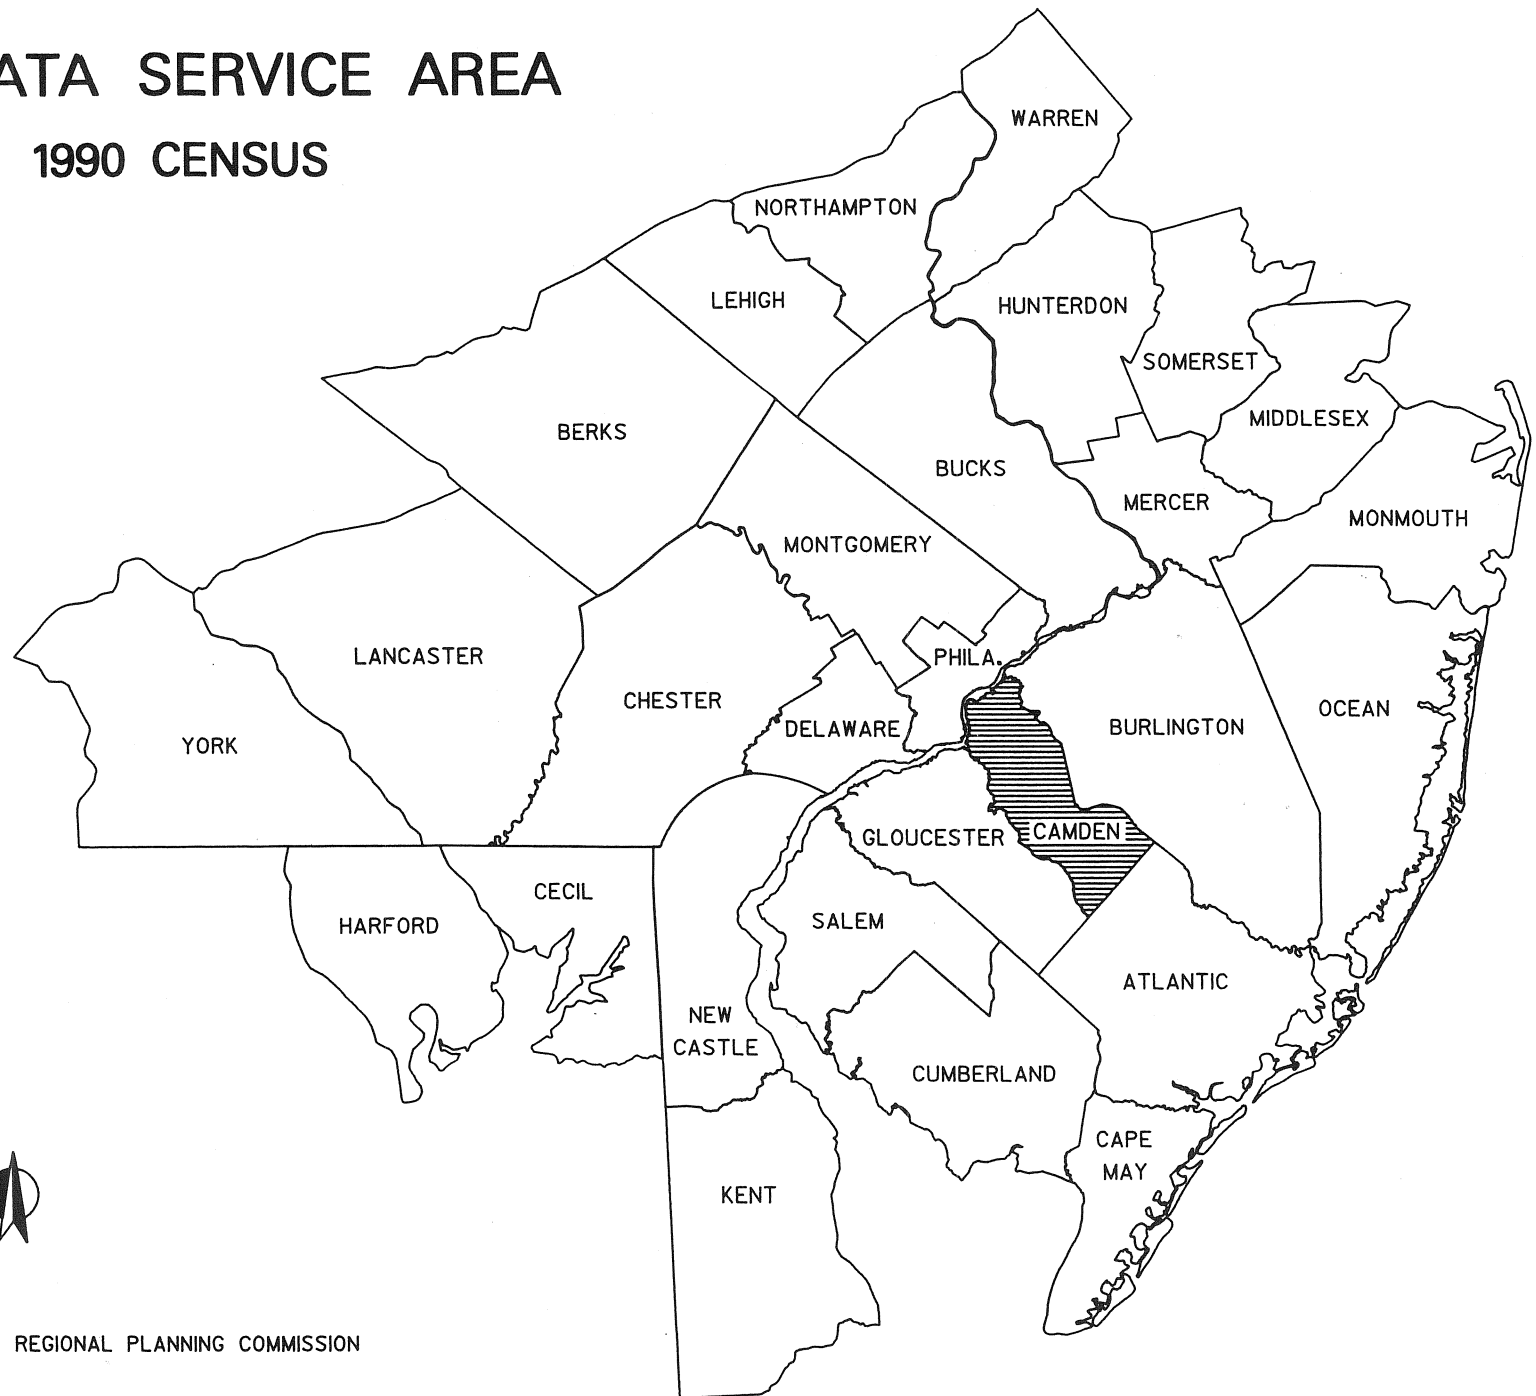 ATA SERVICE AREA
1990 CENSUS
WARREN
NORTHAMPTON
LEHIGH
HUNTERDON
SOMERSET
MIDDLESEX
BERKS
BUCKS
MERCER
MONMOUTH
MONTGOMERY
LANCASTER
PHILA.
CHESTER
DELAWARE
BURLINGTON
OCEAN
YORK
GLOUCESTER
CAMDEN
CECIL
HARFORD
SALEM
ATLANTIC
NEW
CASTLE
CUMBERLAND
CAPE
MAY
KENT
REGIONAL PLANNING COMMISSION